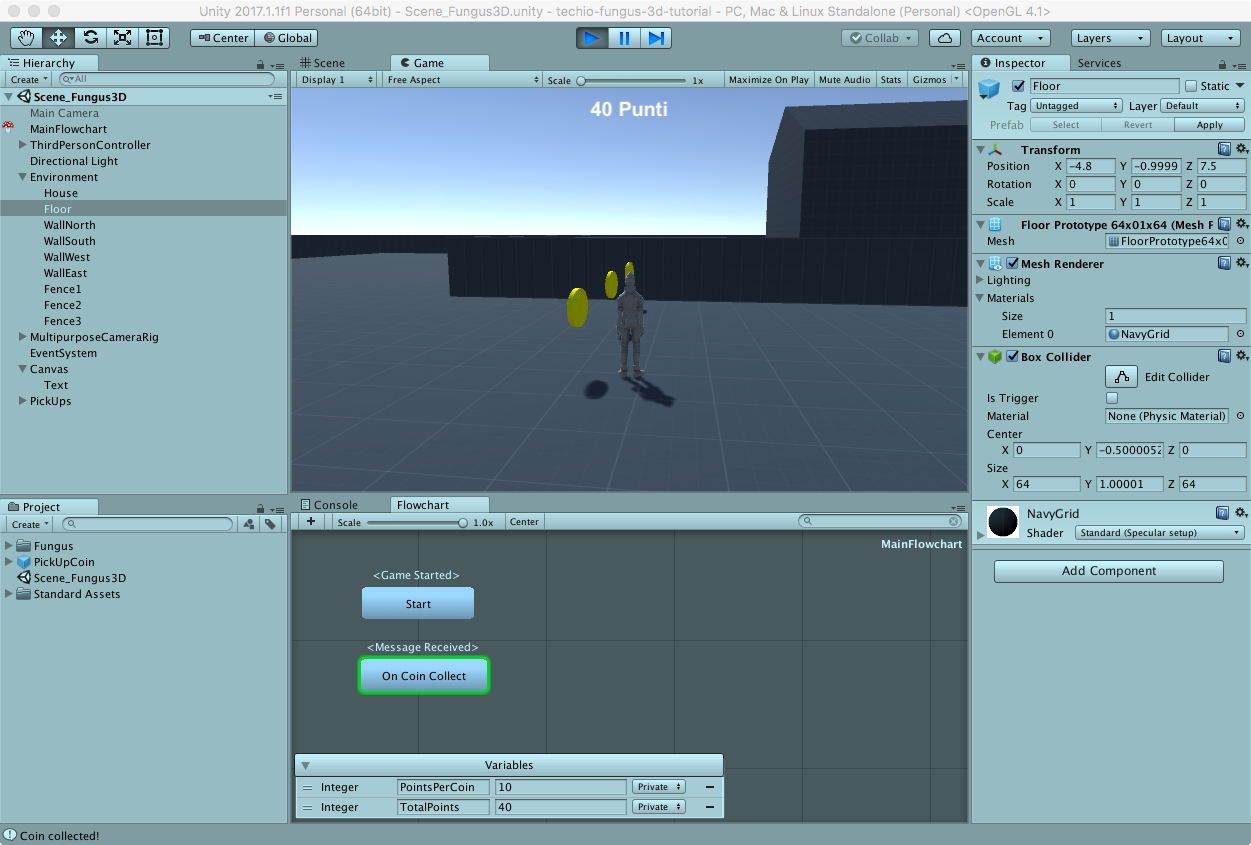 Unity 2017.1.1f1 Personal (64bit) - Scene_Fungus3D.unity - techio-fungus-3d-tutorial - PC, Mac & Linux Standalone (Personal) <OpenGL 4.1>
Center Global Collab Account Layers Layout
Hierarchy
Create All
Scene_Fungus3D
Main Camera
MainFlowchart
ThirdPersonController
Directional Light
Environment
House
Floor
WallNorth
WallSouth
WallWest
WallEast
Fence1
Fence2
Fence3
MultipurposeCameraRig
EventSystem
Canvas
Text
PickUps
Scene Game
Display 1 Free Aspect Scale 1x Maximize On Play Mute Audio Stats Gizmos
40 Punti
Project
Create
Fungus
PickUpCoin
Scene_Fungus3D
Standard Assets
Console Flowchart
+ Scale 1.0x Center
MainFlowchart
<Game Started>
Start
<Message Received>
On Coin Collect
Variables
Integer PointsPerCoin 10 Private
Integer TotalPoints 40 Private
Inspector Services
Floor Static
Tag Untagged Layer Default
Prefab Select Revert Apply
Transform
Position X -4.8 Y -0.9999 Z 7.5
Rotation X 0 Y 0 Z 0
Scale X 1 Y 1 Z 1
Floor Prototype 64x01x64 (Mesh F
Mesh FloorPrototype64x0
Mesh Renderer
Lighting
Materials
Size 1
Element 0 NavyGrid
Box Collider
Edit Collider
Is Trigger
Material None (Physic Material)
Center
X 0 Y -0.5000052 Z 0
Size
X 64 Y 1.00001 Z 64
NavyGrid
Shader Standard (Specular setup)
Add Component
Coin collected!